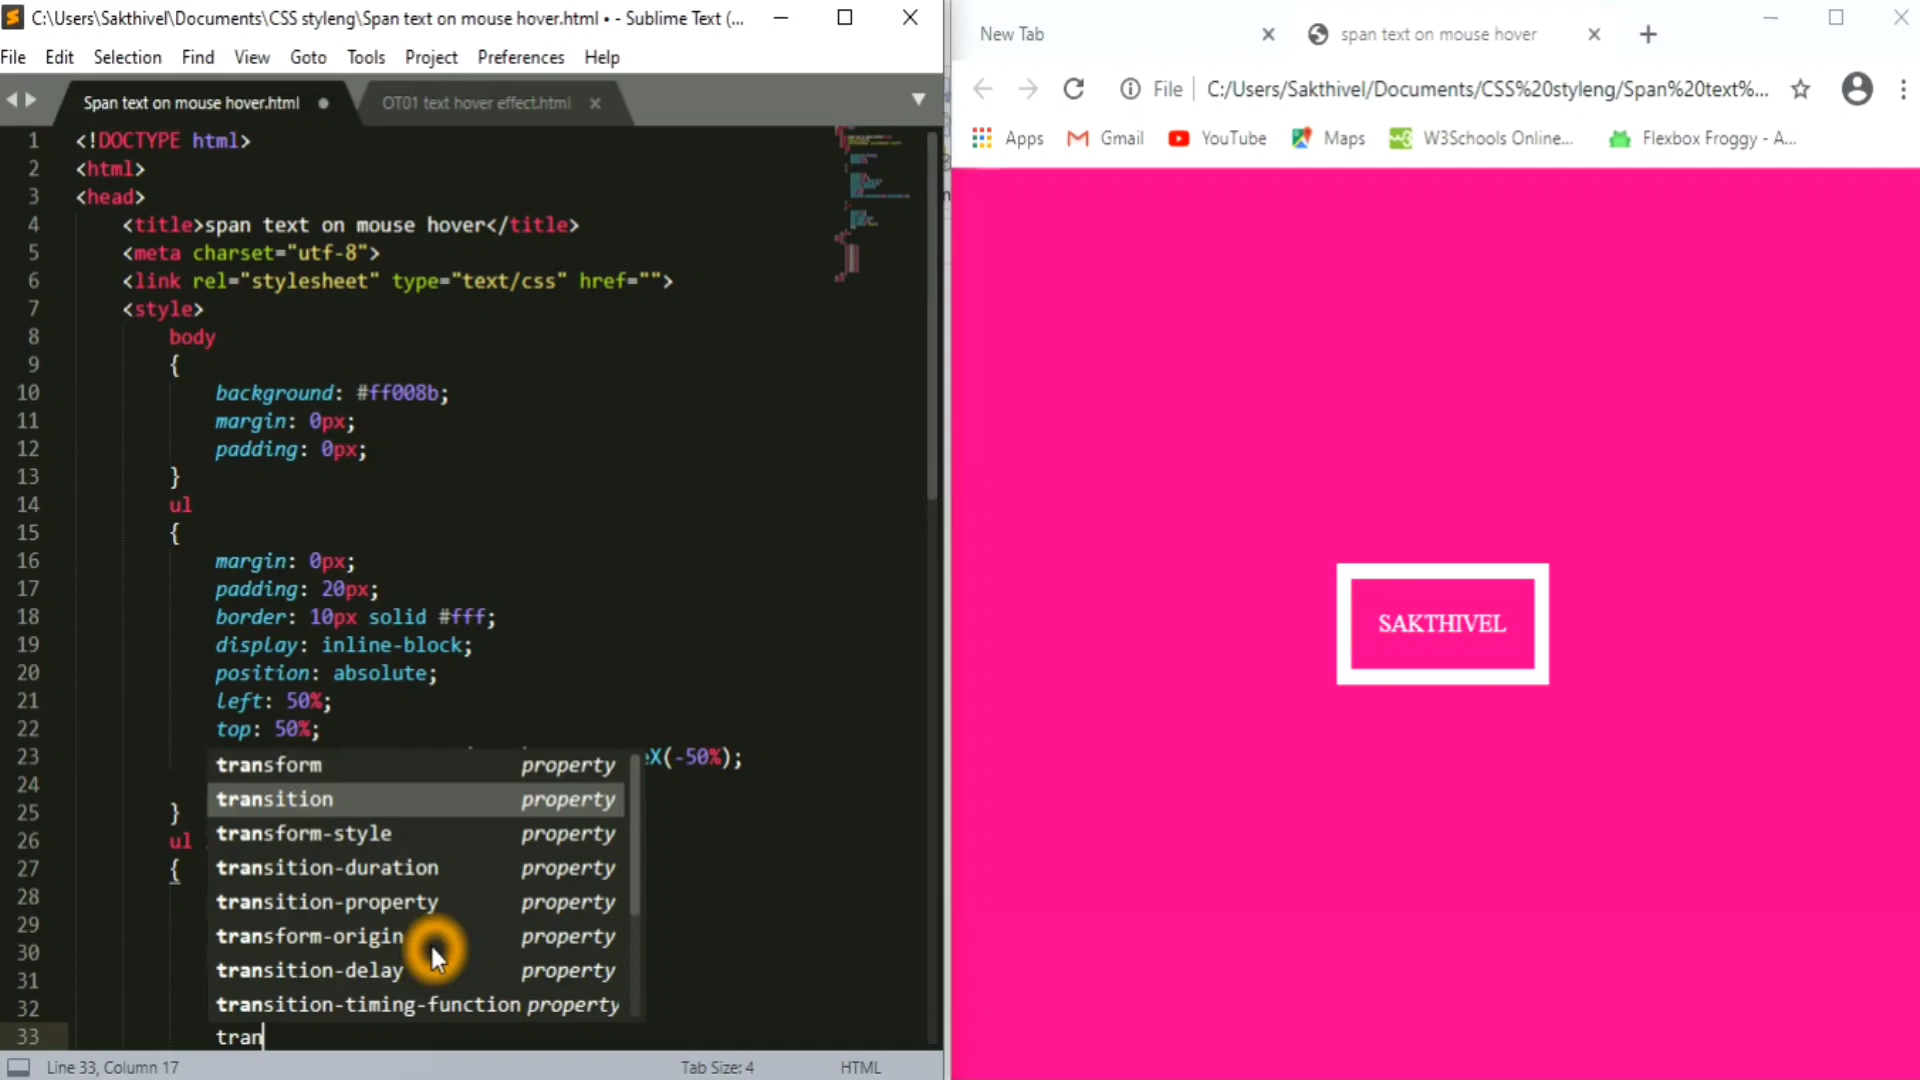 C:\Users\Sakthivel\Documents\CSS styleng\Span text on mouse hover.html • - Sublime Text (...
File Edit Selection Find View Goto Tools Project Preferences Help
Span text on mouse hover.html
OT01 text hover effect.html
1 <!DOCTYPE html>
2 <html>
3 <head>
4 <title>span text on mouse hover</title>
5 <meta charset="utf-8">
6 <link rel="stylesheet" type="text/css" href="">
7 <style>
8 body
9 {
10 background: #ff008b;
11 margin: 0px;
12 padding: 0px;
13 }
14 ul
15 {
16 margin: 0px;
17 padding: 20px;
18 border: 10px solid #fff;
19 display: inline-block;
20 position: absolute;
21 left: 50%;
22 top: 50%;
23 eX(-50%);
24
25 }
26 ul
27 {
28
29
30
31
32
33 tran
transform property
transition property
transform-style property
transition-duration property
transition-property property
transform-origin property
transition-delay property
transition-timing-function property
Line 33, Column 17
Tab Size: 4
HTML
New Tab
span text on mouse hover
File C:/Users/Sakthivel/Documents/CSS%20styleng/Span%20text%...
Apps Gmail YouTube Maps W3Schools Online... Flexbox Froggy - A...
SAKTHIVEL